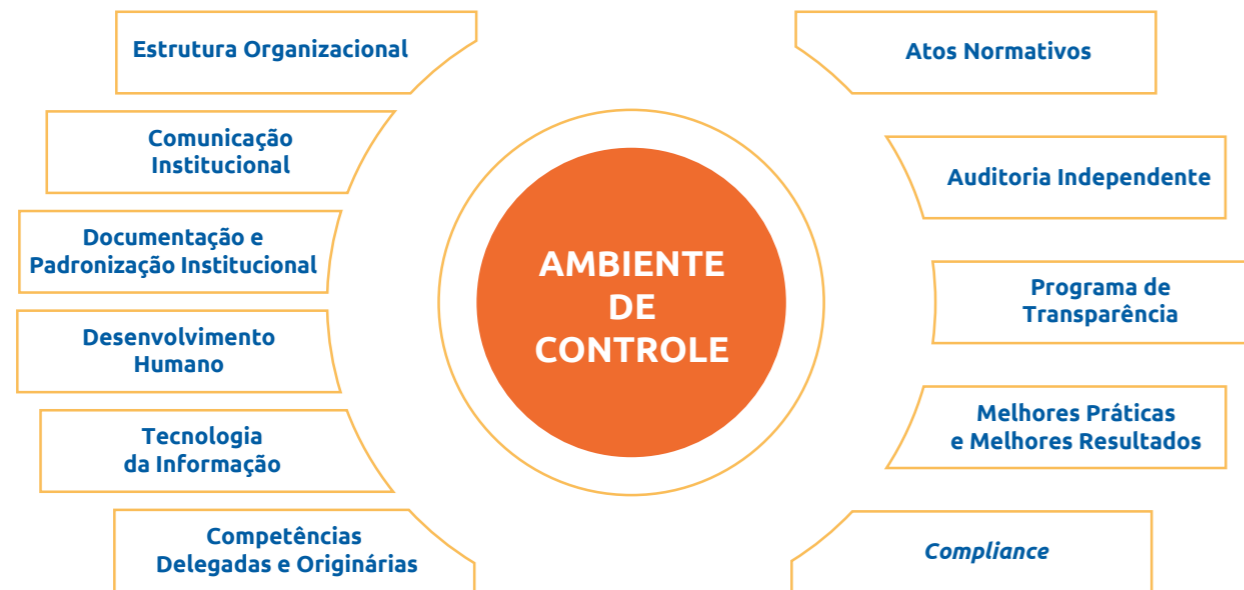 Estrutura Organizacional
Comunicação
Institucional
Documentação e
Padronização Institucional
Desenvolvimento
Humano
Tecnologia
da Informação
Competências
Delegadas e Originárias
AMBIENTE
DE
CONTROLE
Atos Normativos
Auditoria Independente
Programa de
Transparência
Melhores Práticas
e Melhores Resultados
Compliance